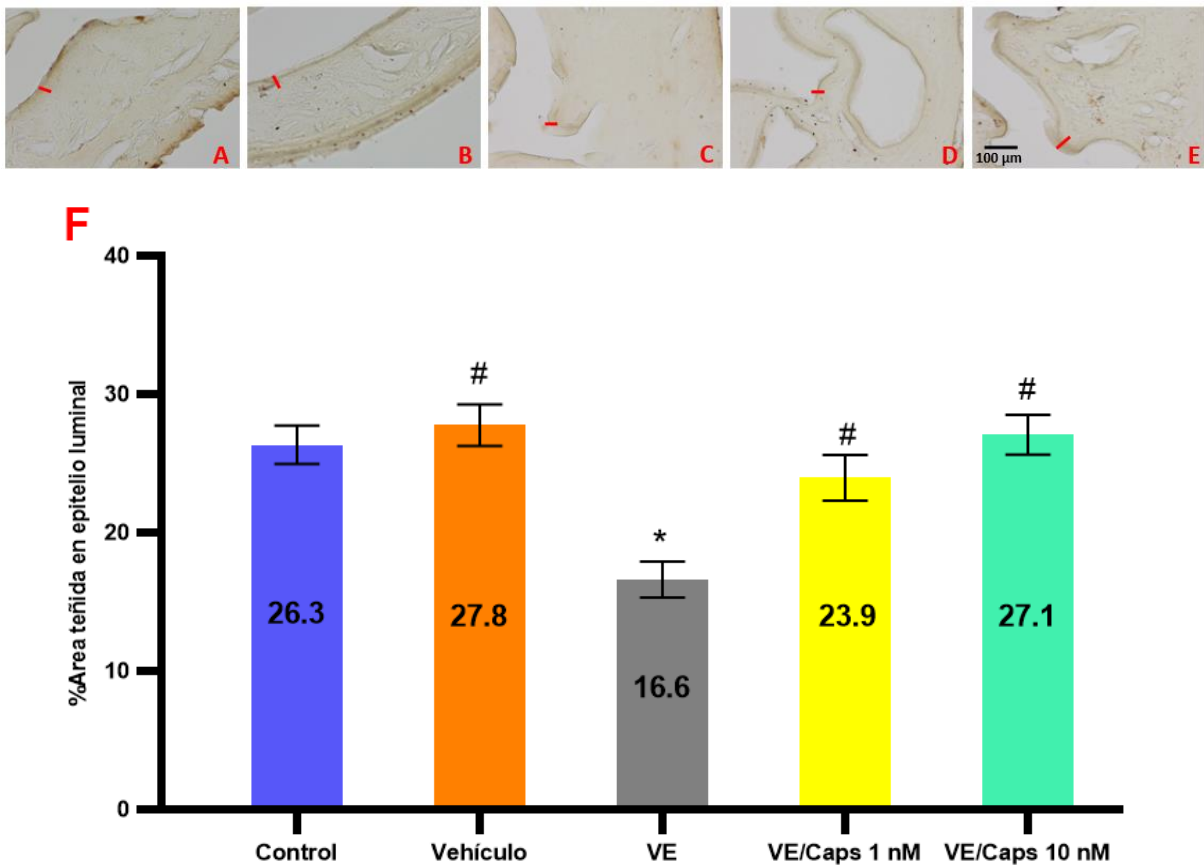 A
B
C
D
100 µm
E
F
40
30
20
10
0
%Area teñida en epitelio luminal
#
*
#
#
26.3
27.8
16.6
23.9
27.1
Control
Vehículo
VE
VE/Caps 1 nM
VE/Caps 10 nM